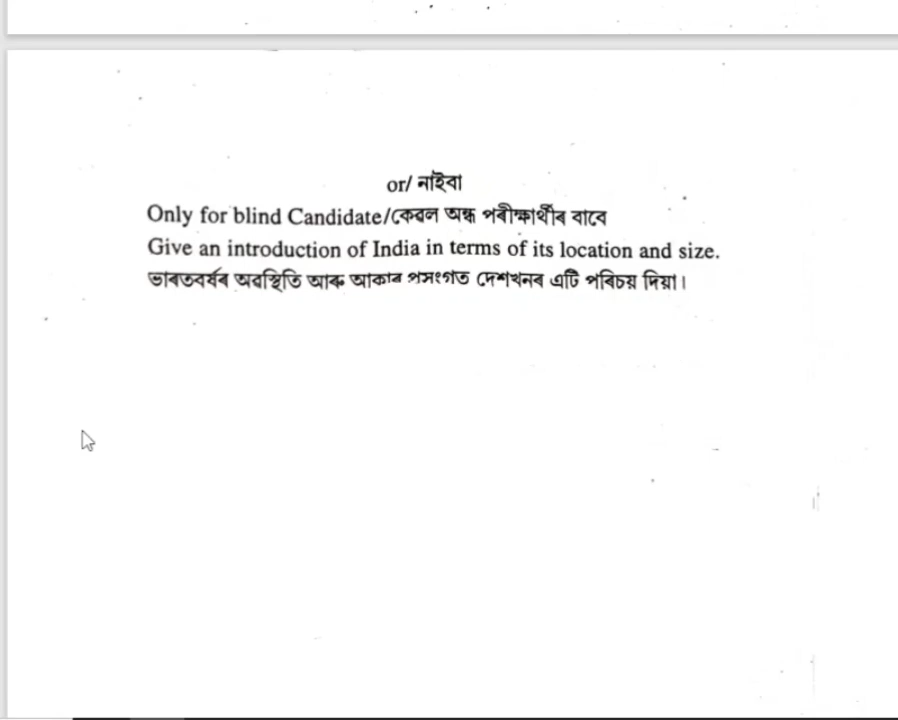 or/ নাইবা
Only for blind Candidate/কেৱল অন্ধ পৰীক্ষাৰ্থীৰ বাবে
Give an introduction of India in terms of its location and size.
ভাৰতবৰ্ষৰ অৱস্থিতি আৰু আকাৰ প্ৰসংগত দেশখনৰ এটি পৰিচয় দিয়া।